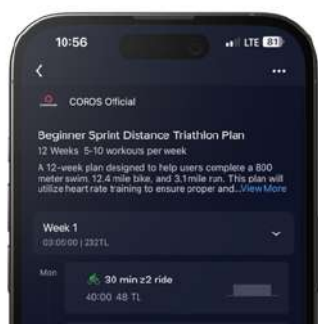 10:56
LTE 81
COROS Official
Beginner Sprint Distance Triathlon Plan
12 Weeks 5-10 workouts per week
A 12-week plan designed to help users complete a 800
meter swim, 12.4 mile bike, and 3.1 mile run. This plan will
utilize heart rate training to ensure proper and...View More
Week 1
03:05:00 | 232TL
Mon
30 min z2 ride
40:00 48 TL